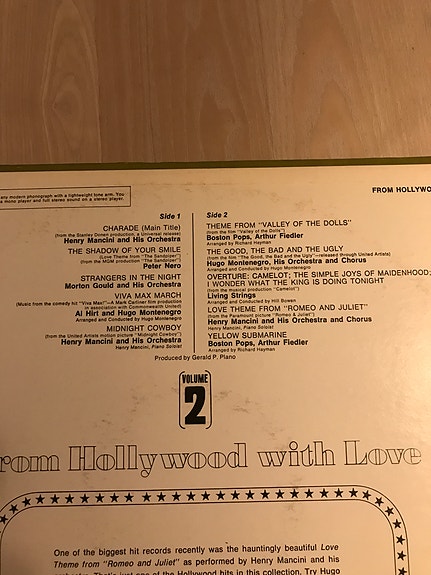 any modern phonograph with a lightweight tone arm. You
a mono player and full stereo sound on a stereo player.
FROM HOLLYWOO
Side 1
CHARADE (Main Title)
(from the Stanley Donen production, a Universal release)
Henry Mancini and His Orchestra
THE SHADOW OF YOUR SMILE
(Love Theme from "The Sandpiper")
(from the MGM production "The Sandpiper")
Peter Nero
STRANGERS IN THE NIGHT
Morton Gould and His Orchestra
VIVA MAX MARCH
(Music from the comedy hit "Viva Max"—A Mark Carliner film production
in association with Commonwealth United)
Al Hirt and Hugo Montenegro
Arranged and Conducted by Hugo Montenegro
MIDNIGHT COWBOY
(from the United Artists motion picture "Midnight Cowboy")
Henry Mancini and His Orchestra
Henry Mancini, Piano Soloist
Side 2
THEME FROM "VALLEY OF THE DOLLS"
(from the film "Valley of the Dolls")
Boston Pops, Arthur Fiedler
Arranged by Richard Hayman
THE GOOD, THE BAD AND THE UGLY
(from the film "The Good, the Bad and the Ugly"—released through United Artists)
Hugo Montenegro, His Orchestra and Chorus
Arranged and Conducted by Hugo Montenegro
OVERTURE: CAMELOT; THE SIMPLE JOYS OF MAIDENHOOD;
I WONDER WHAT THE KING IS DOING TONIGHT
(from the musical production "Camelot")
Living Strings
Arranged and Conducted by Hill Bowen
LOVE THEME FROM "ROMEO AND JULIET"
(from the Paramount picture "Romeo & Juliet")
Henry Mancini and His Orchestra and Chorus
Henry Mancini, Piano Soloist
YELLOW SUBMARINE
Boston Pops, Arthur Fiedler
Arranged by Richard Hayman
Produced by Gerald P. Plano
VOLUME
2
rom Hollywood with Love
One of the biggest hit records recently was the hauntingly beautiful Love
Theme from "Romeo and Juliet" as performed by Henry Mancini and his
orchestra. That's just one of the Hollywood hits in this collection. Try Hugo